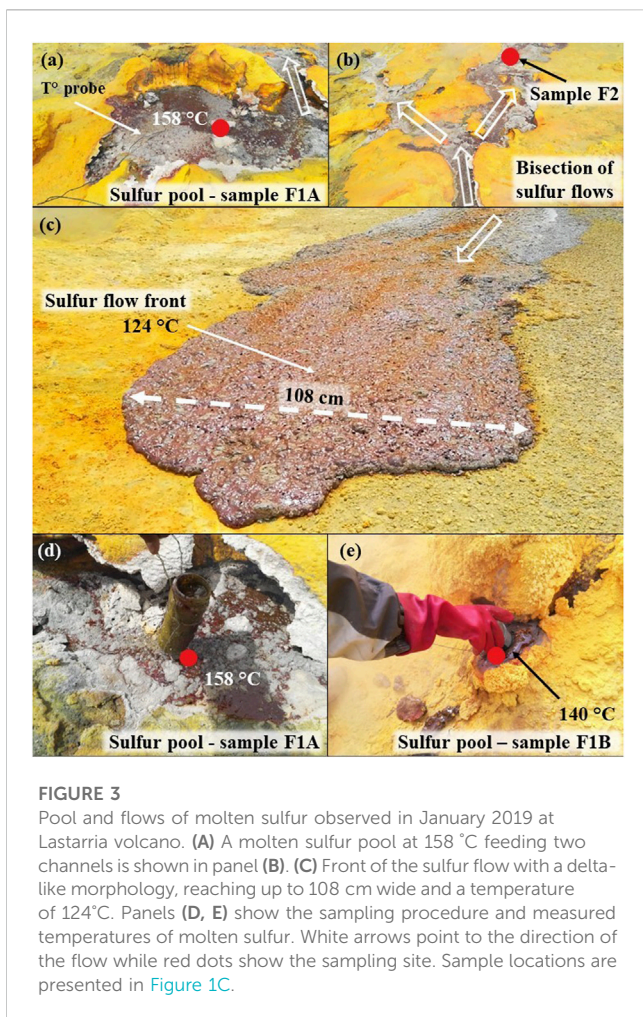 (a)
T° probe
158 °C
Sulfur pool - sample F1A
(b)
Sample F2
Bisection of
sulfur flows
(c)
Sulfur flow front
124 °C
108 cm
(d)
158 °C
Sulfur pool - sample F1A
(e)
140 °C
Sulfur pool – sample F1B
FIGURE 3
Pool and flows of molten sulfur observed in January 2019 at
Lastarria volcano. (A) A molten sulfur pool at 158 °C feeding two
channels is shown in panel (B). (C) Front of the sulfur flow with a delta-
like morphology, reaching up to 108 cm wide and a temperature
of 124°C. Panels (D, E) show the sampling procedure and measured
temperatures of molten sulfur. White arrows point to the direction of
the flow while red dots show the sampling site. Sample locations are
presented in Figure 1C.